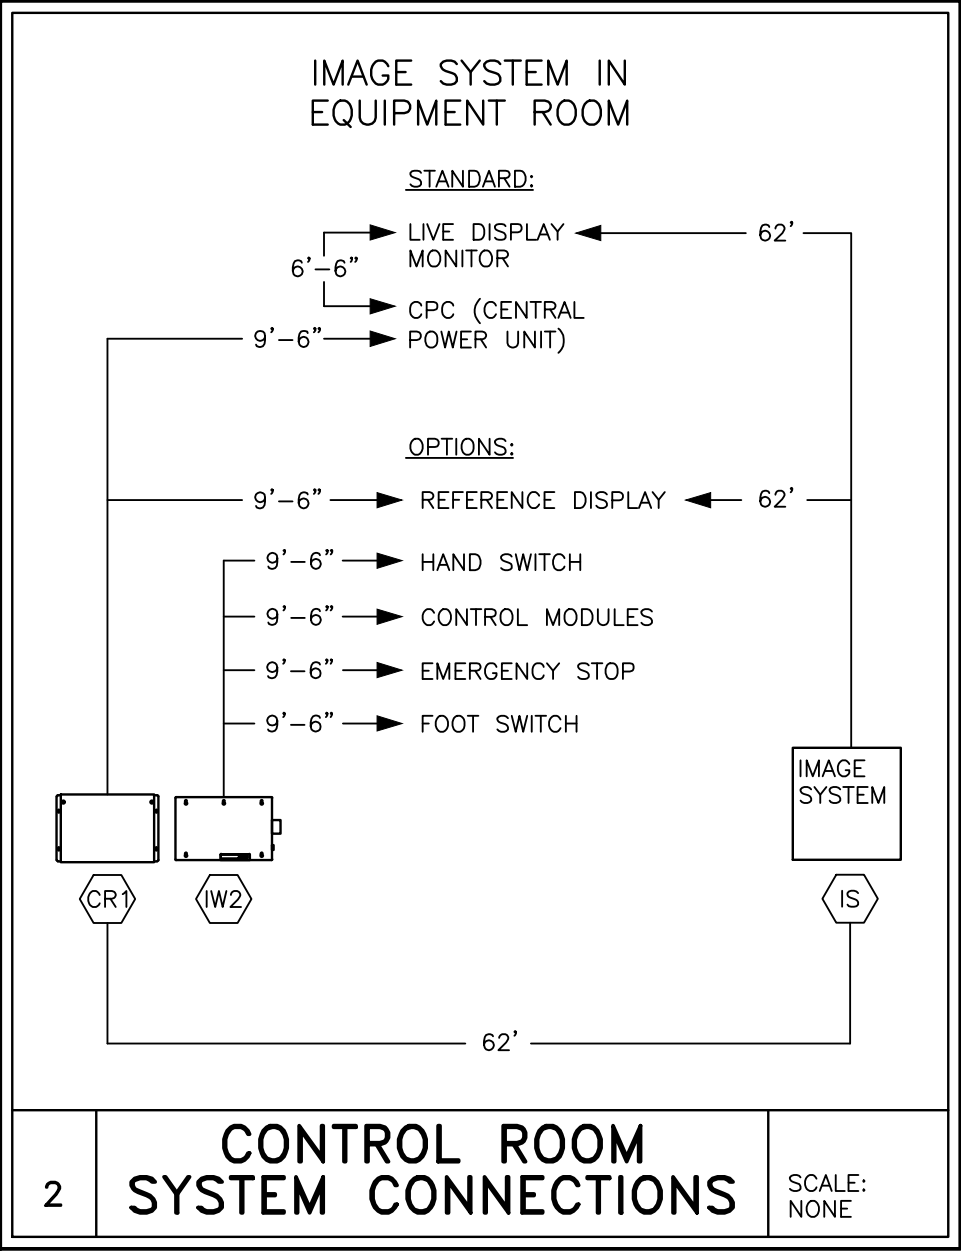 IMAGE SYSTEM IN
EQUIPMENT ROOM
STANDARD:
LIVE DISPLAY
MONITOR
62'
6'-6"
CPC (CENTRAL
POWER UNIT)
9'-6"
OPTIONS:
9'-6" REFERENCE DISPLAY 62'
9'-6" HAND SWITCH
9'-6" CONTROL MODULES
9'-6" EMERGENCY STOP
9'-6" FOOT SWITCH
IMAGE
SYSTEM
CR1 IW2 IS
62'
2
CONTROL ROOM
SYSTEM CONNECTIONS
SCALE:
NONE